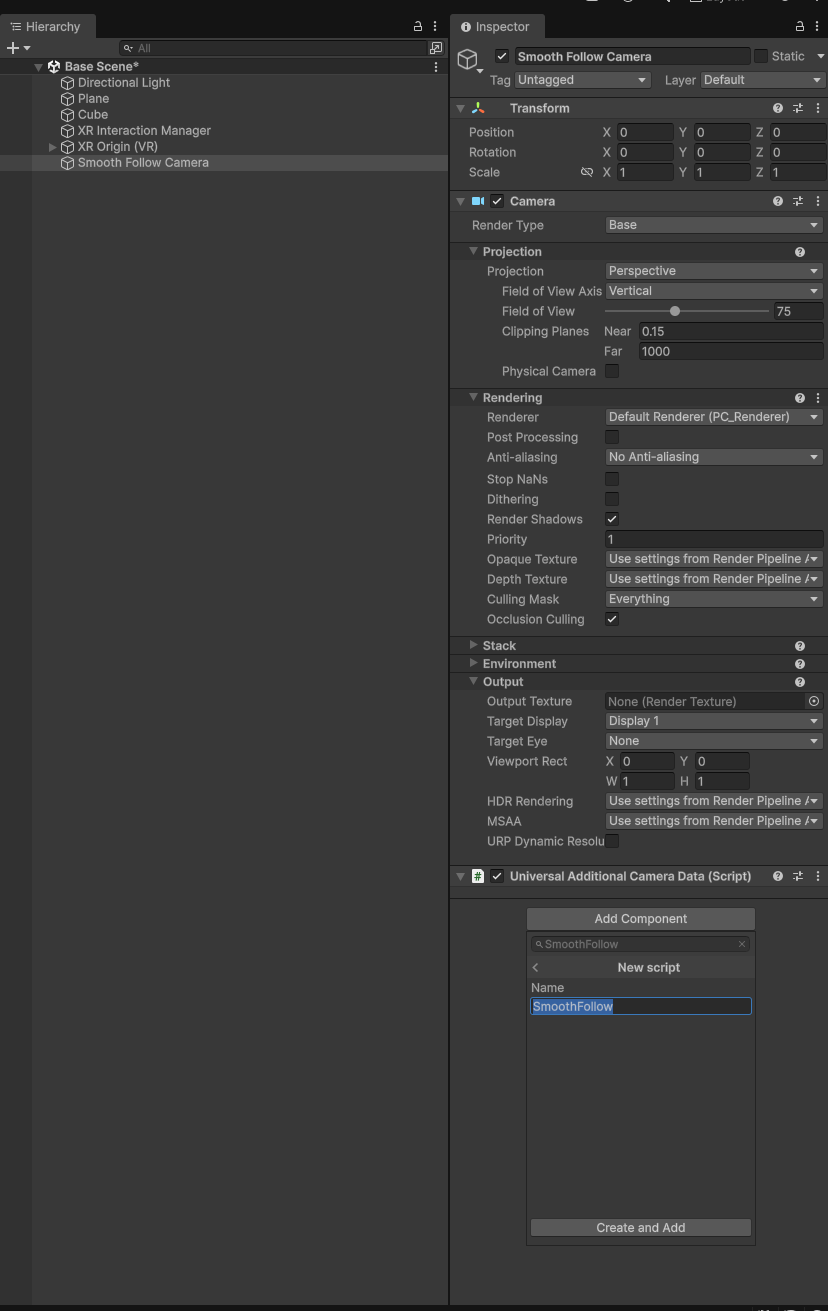 Hierarchy
All
Base Scene*
Directional Light
Plane
Cube
XR Interaction Manager
XR Origin (VR)
Smooth Follow Camera
Inspector
Smooth Follow Camera
Static
Tag Untagged Layer Default
Transform
Position X 0 Y 0 Z 0
Rotation X 0 Y 0 Z 0
Scale X 1 Y 1 Z 1
Camera
Render Type Base
Projection
Projection Perspective
Field of View Axis Vertical
Field of View 75
Clipping Planes Near 0.15
Far 1000
Physical Camera
Rendering
Renderer Default Renderer (PC_Renderer)
Post Processing
Anti-aliasing No Anti-aliasing
Stop NaNs
Dithering
Render Shadows
Priority 1
Opaque Texture Use settings from Render Pipeline
Depth Texture Use settings from Render Pipeline
Culling Mask Everything
Occlusion Culling
Stack
Environment
Output
Output Texture None (Render Texture)
Target Display Display 1
Target Eye None
Viewport Rect X 0 Y 0
W 1 H 1
HDR Rendering Use settings from Render Pipeline
MSAA Use settings from Render Pipeline
URP Dynamic Resolu
# Universal Additional Camera Data (Script)
Add Component
SmoothFollow
New script
Name
SmoothFollow
Create and Add